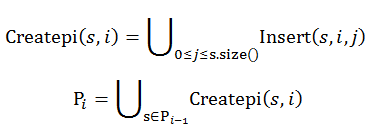 Createpi(s, i) = ⋃_{0≤j≤s.size()} Insert(s, i, j)
P_i = ⋃_{s∈P_{i−1}} Createpi(s, i)